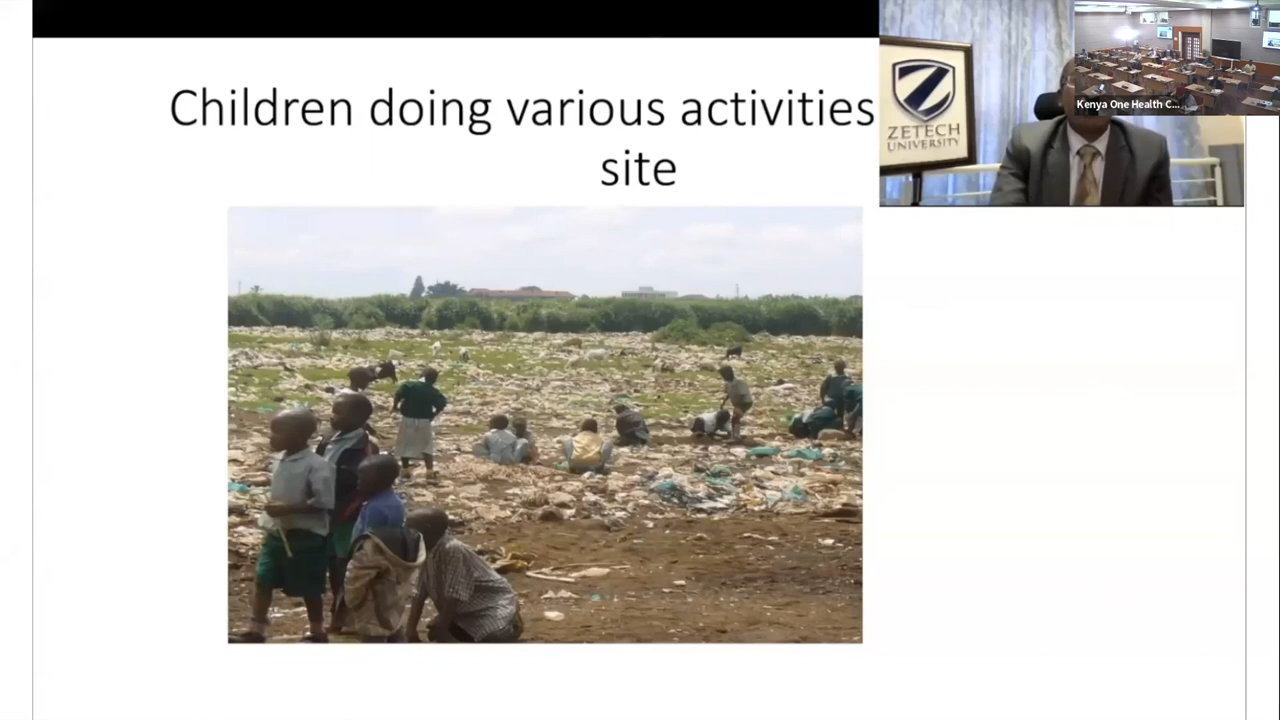 Children doing various activities
site
ZETECH
UNIVERSITY
Kenya One Health C...